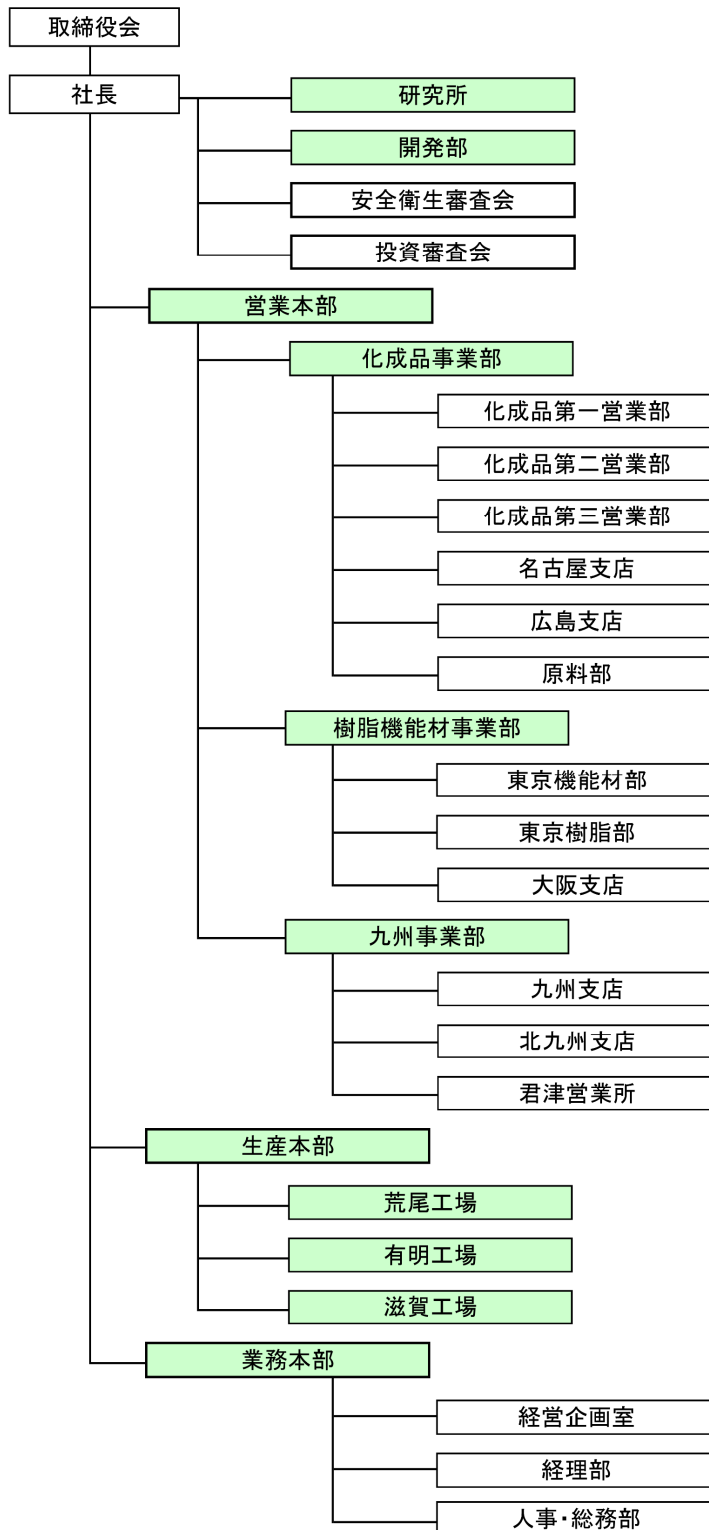 取締役会
社長
研究所
開発部
安全衛生審査会
投資審査会
営業本部
化成品事業部
化成品第一営業部
化成品第二営業部
化成品第三営業部
名古屋支店
広島支店
原料部
樹脂機能材事業部
東京機能材部
東京樹脂部
大阪支店
九州事業部
九州支店
北九州支店
君津営業所
生産本部
荒尾工場
有明工場
滋賀工場
業務本部
経営企画室
経理部
人事・総務部